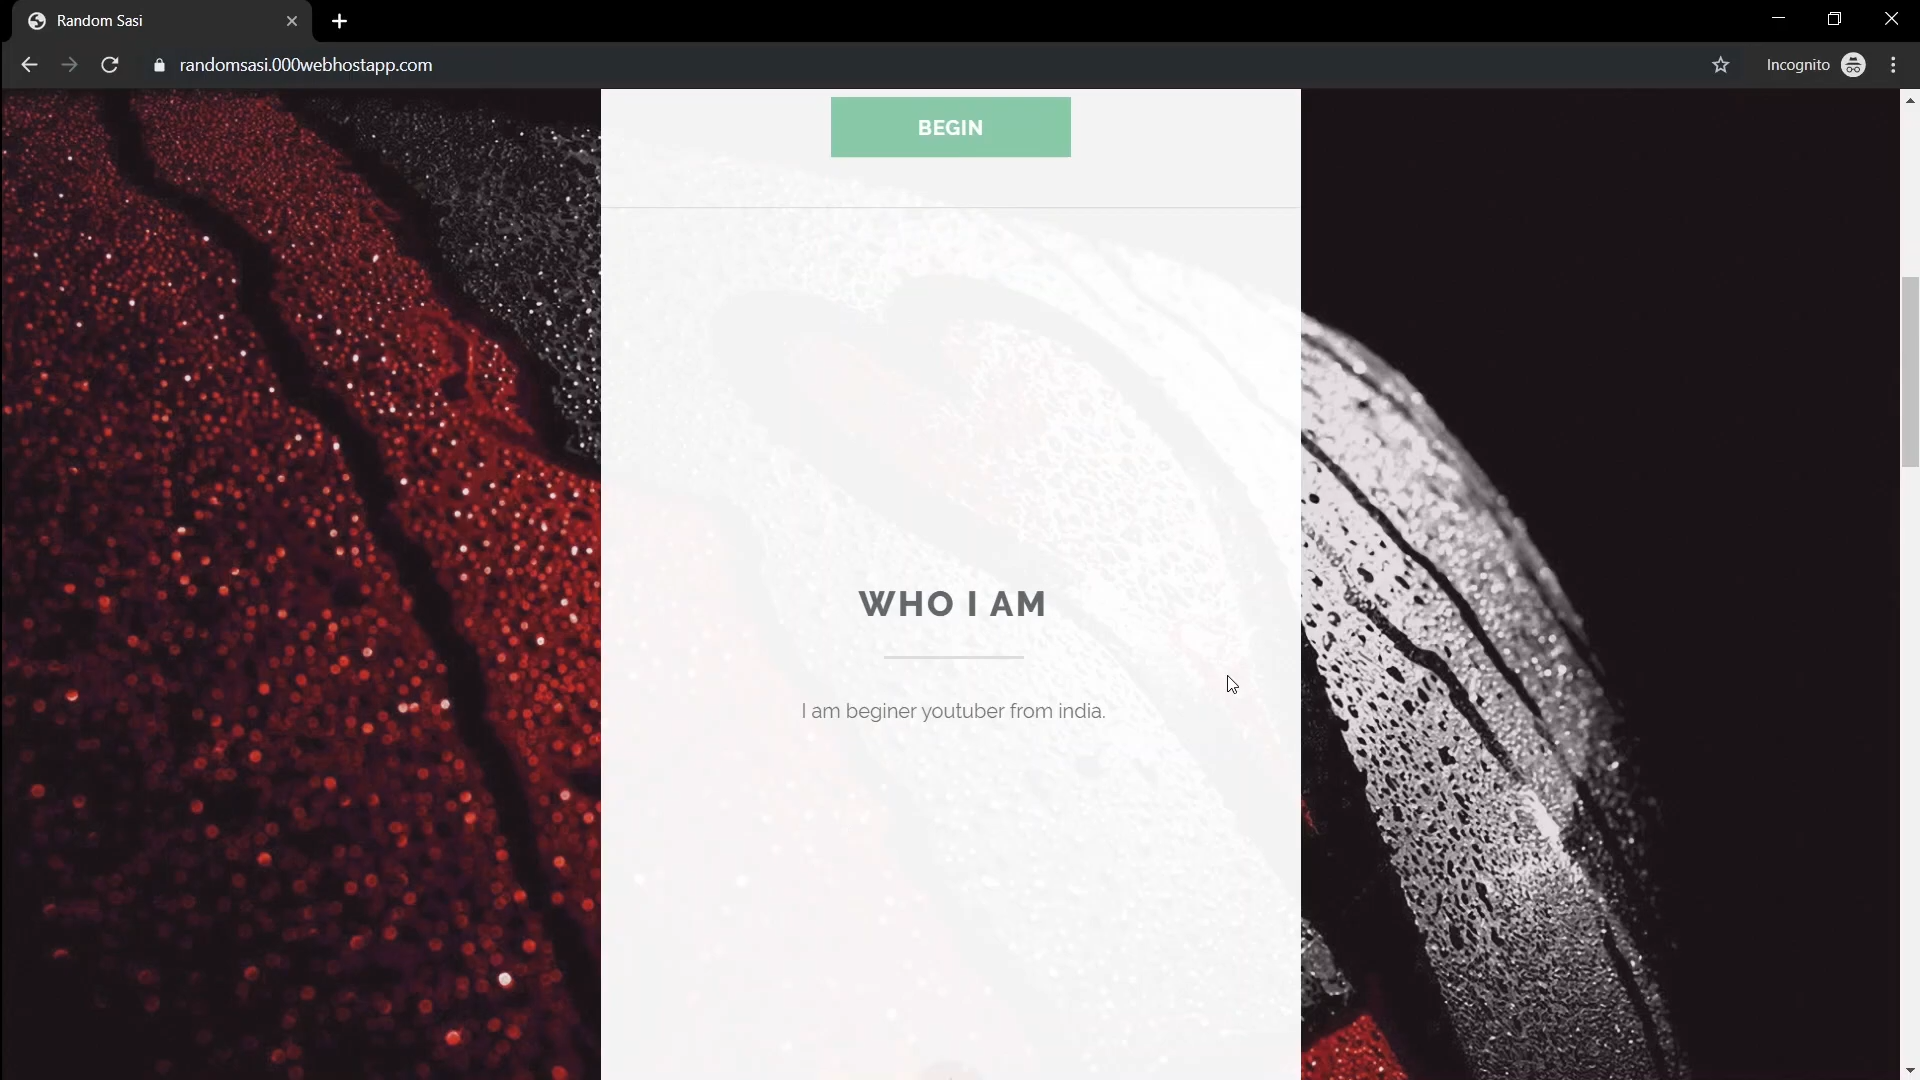 Random Sasi
randomsasi.000webhostapp.com
Incognito
BEGIN
WHO I AM
I am beginer youtuber from india.